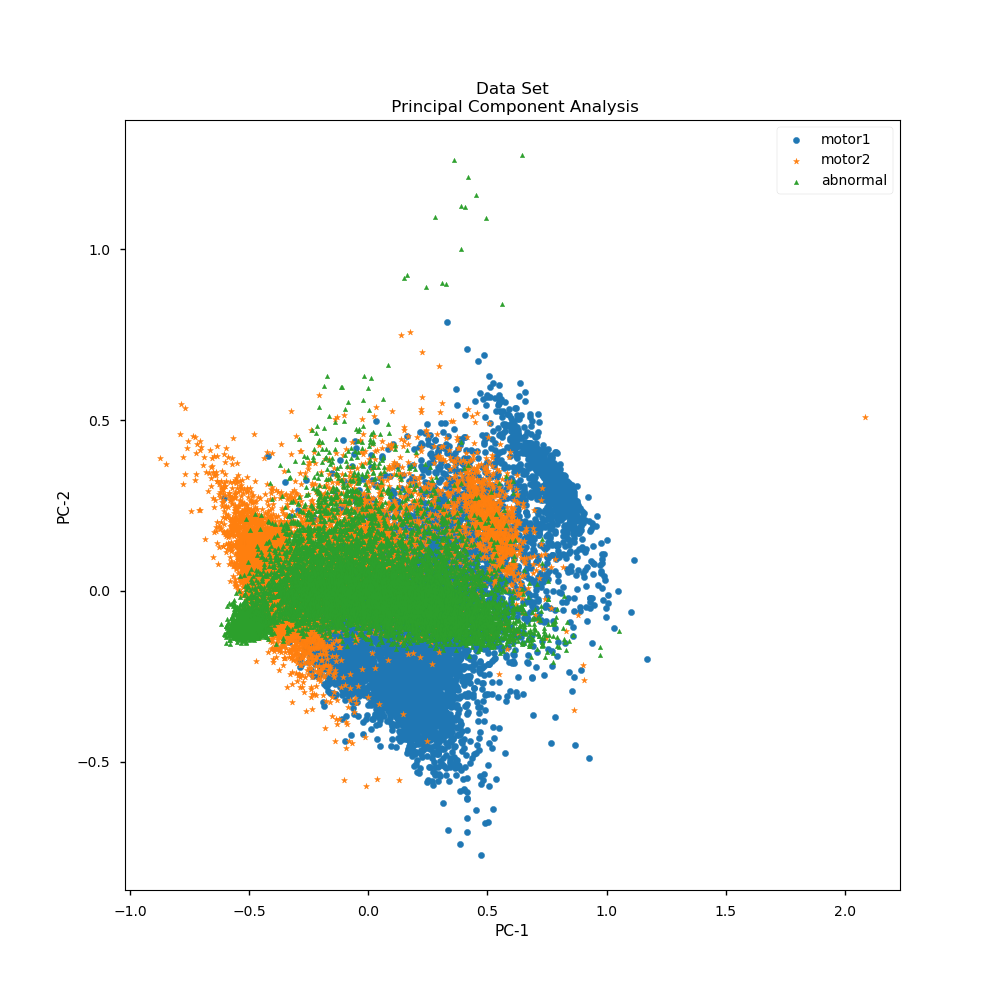 Data Set
Principal Component Analysis
motor1
motor2
abnormal
1.0
0.5
0.0
−0.5
PC-2
−1.0
−0.5
0.0
0.5
1.0
1.5
2.0
PC-1